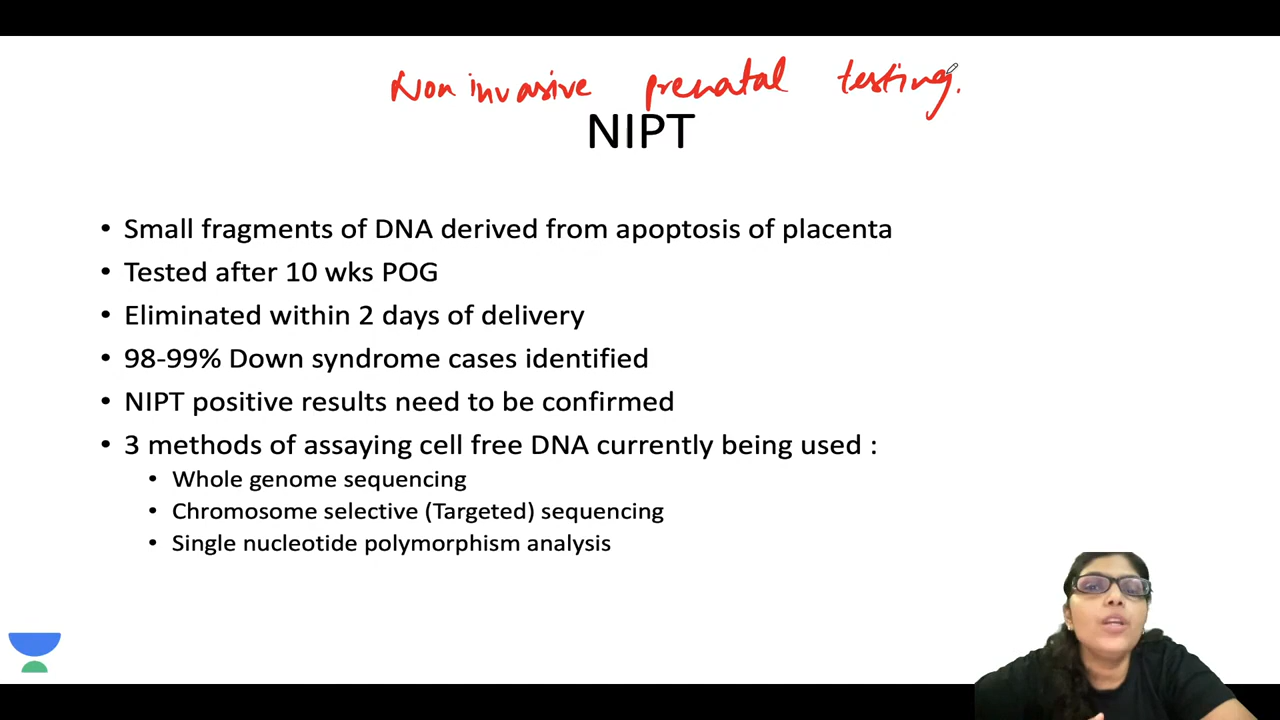 Non invasive prenatal testing.
NIPT
• Small fragments of DNA derived from apoptosis of placenta
• Tested after 10 wks POG
• Eliminated within 2 days of delivery
• 98-99% Down syndrome cases identified
• NIPT positive results need to be confirmed
• 3 methods of assaying cell free DNA currently being used :
• Whole genome sequencing
• Chromosome selective (Targeted) sequencing
• Single nucleotide polymorphism analysis